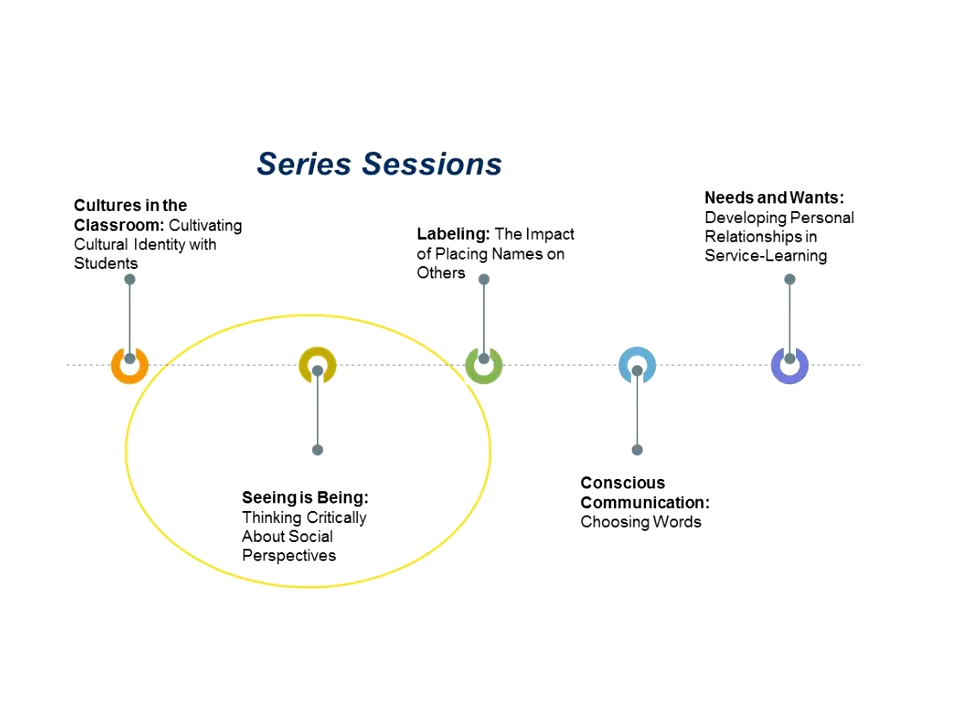 Series Sessions
Cultures in the
Classroom: Cultivating
Cultural Identity with
Students
Seeing is Being:
Thinking Critically
About Social
Perspectives
Labeling: The Impact
of Placing Names on
Others
Conscious
Communication:
Choosing Words
Needs and Wants:
Developing Personal
Relationships in
Service-Learning